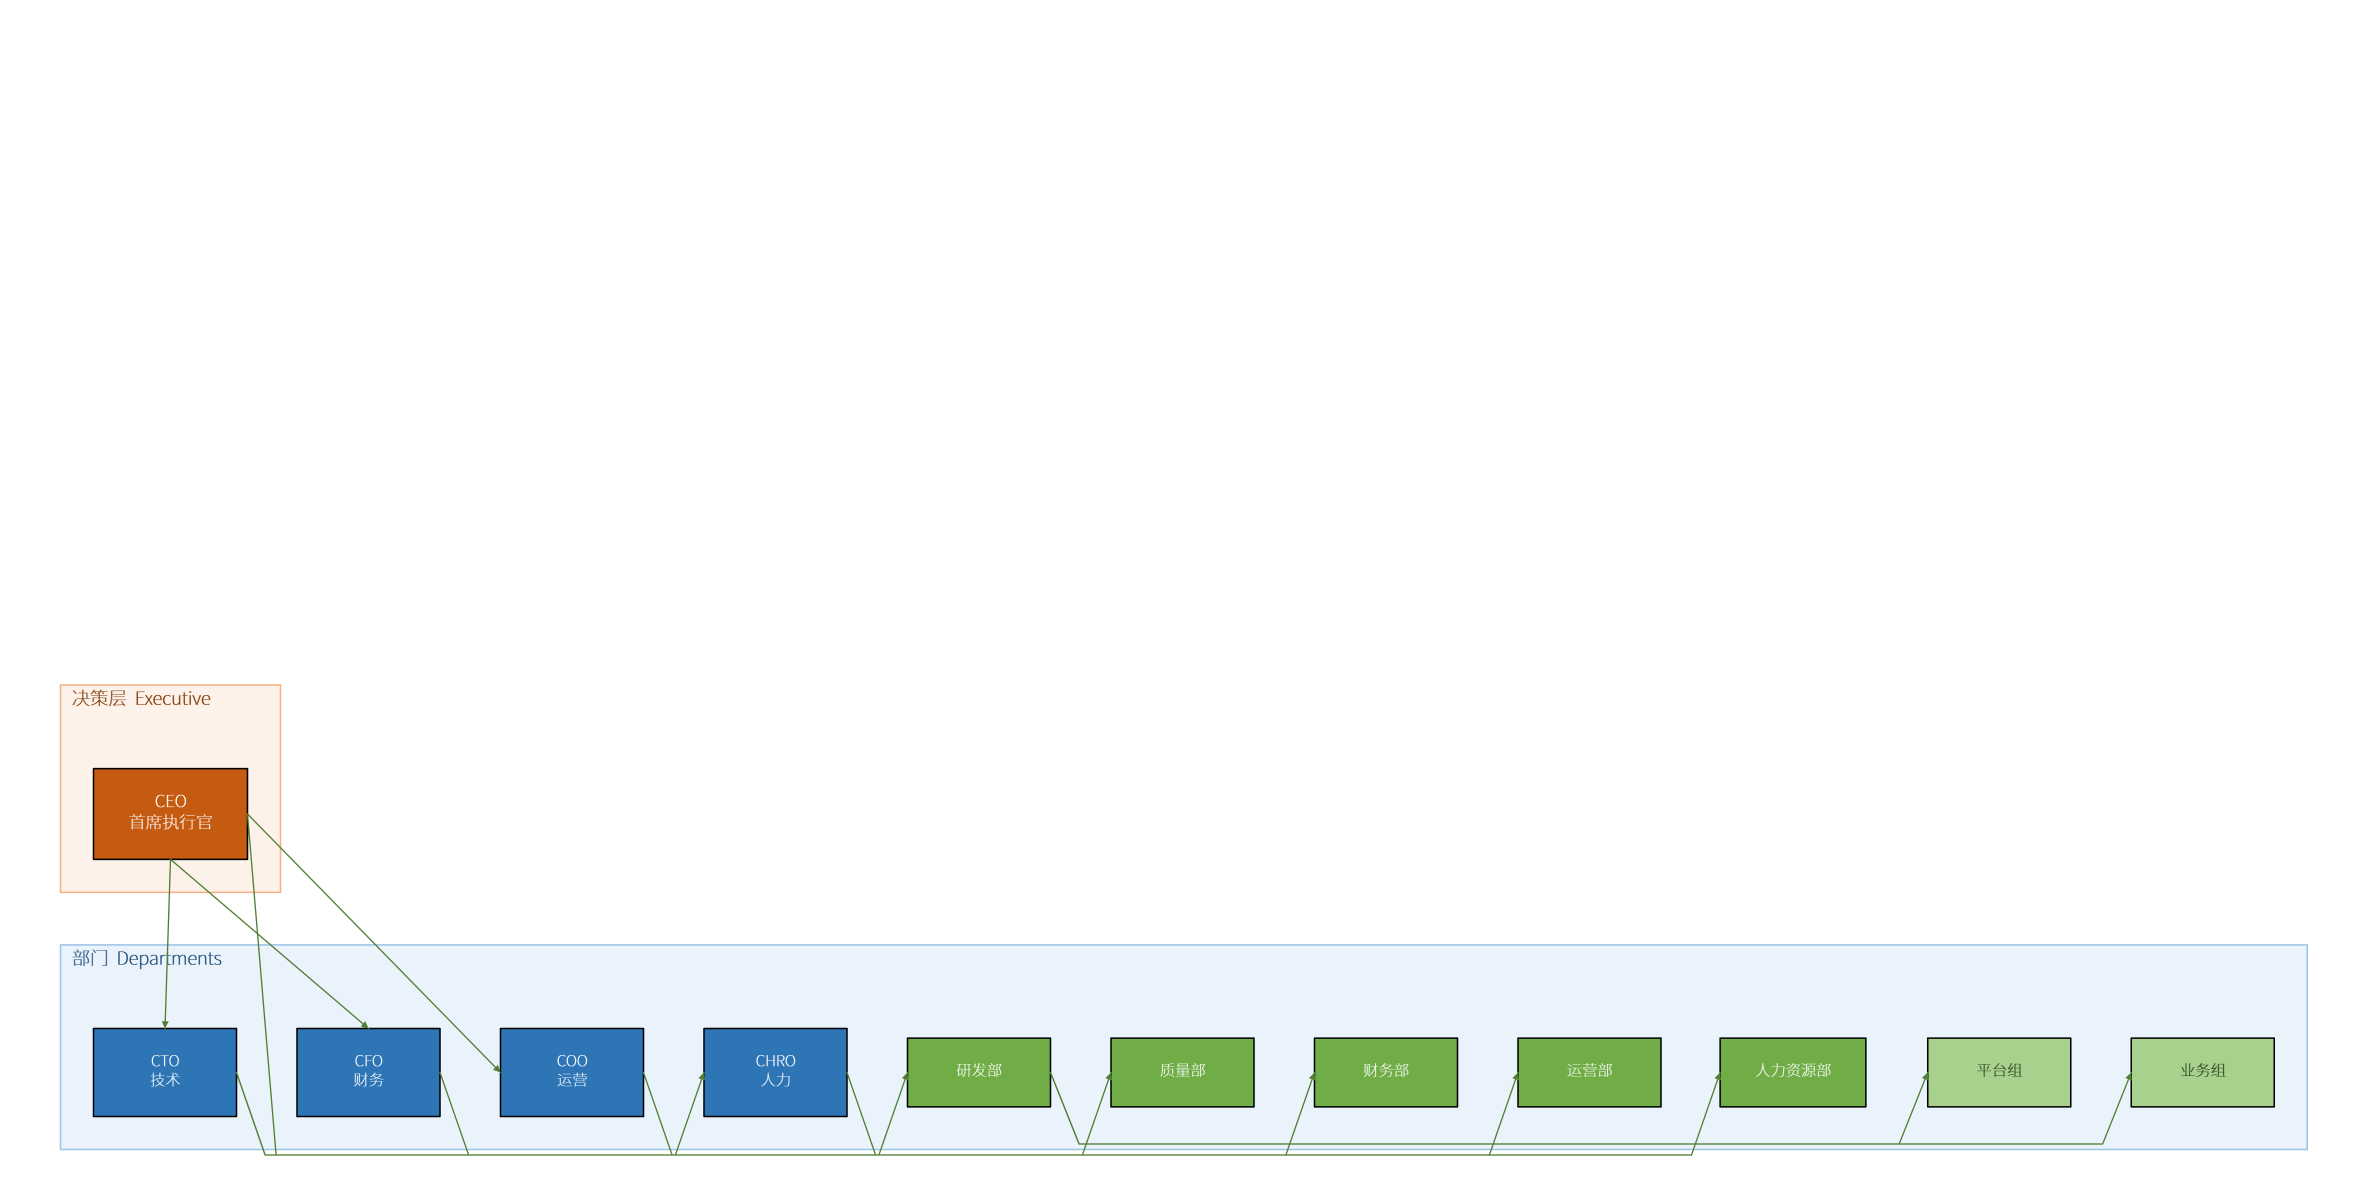 决策层 Executive
CEO
首席执行官
部门 Departments
CTO
技术
CFO
财务
COO
运营
CHRO
人力
研发部
质量部
财务部
运营部
人力资源部
平台组
业务组